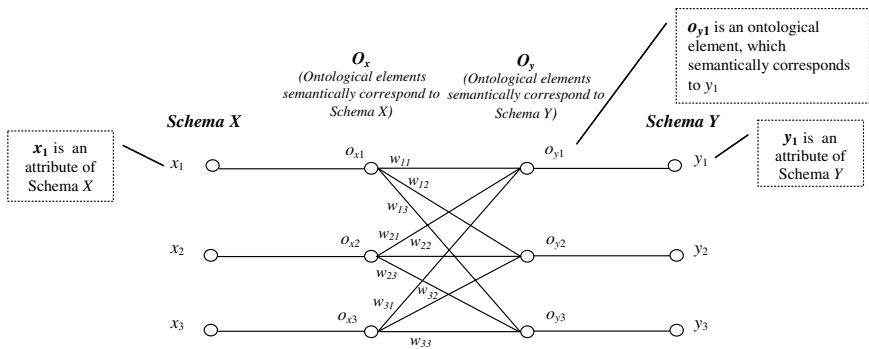 o_y1 is an ontological
element, which
semantically corresponds
to y_1
O_x
(Ontological elements
semantically correspond to
Schema X)
O_y
(Ontological elements
semantically correspond to
Schema Y)
Schema X
Schema Y
x_1 is an
attribute of
Schema X
y_1 is an
attribute of
Schema Y
x_1
o_x1
w_11
o_y1
y_1
w_12
w_13
w_21
x_2
o_x2
w_22
o_y2
y_2
w_23
w_31
w_32
x_3
o_x3
w_33
o_y3
y_3